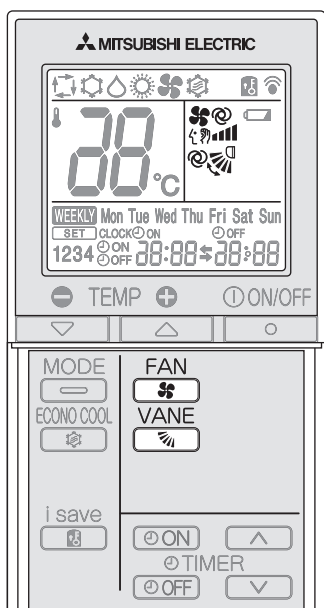 MITSUBISHI ELECTRIC
88°C
WEEKLY Mon Tue Wed Thu Fri Sat Sun
SET CLOCK ON OFF
1234 ON OFF 88:88 88:88
TEMP ON/OFF
MODE FAN
ECONO COOL VANE
i save
ON
TIMER
OFF